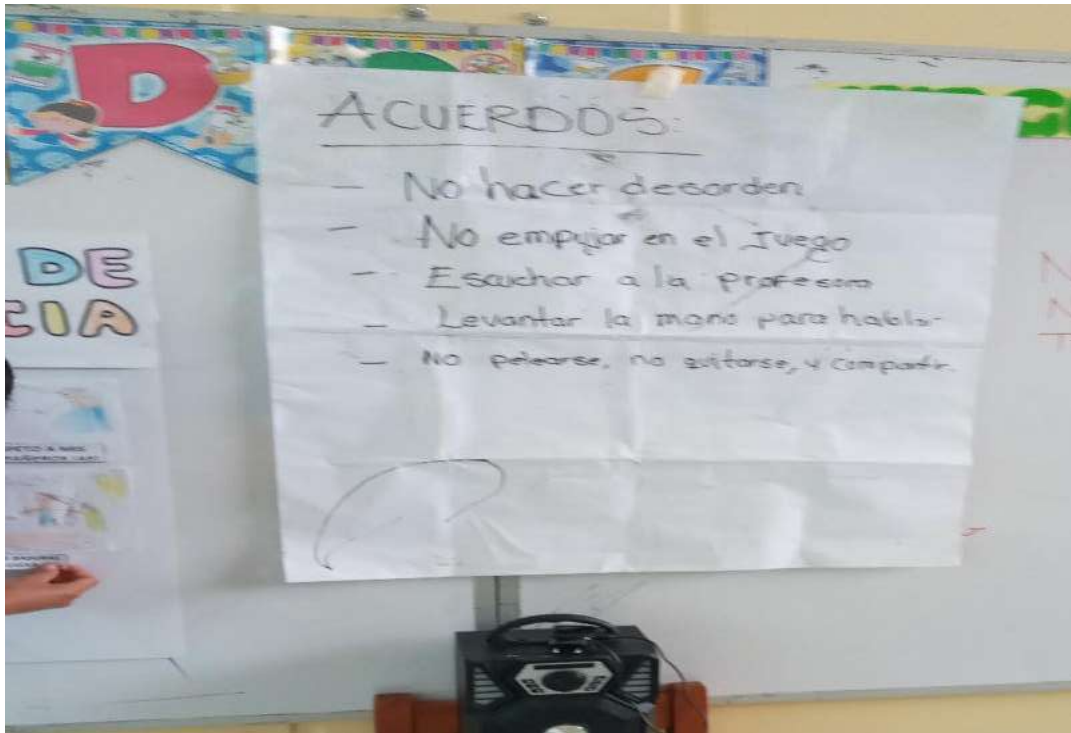 D
ACUERDOS:
- No hacer desorden
- No empujar en el Juego
- Escuchar a la profesora
- Levantar la mano para hablar
- No pelearse, no quitarse, y compartir.
DE
CIA